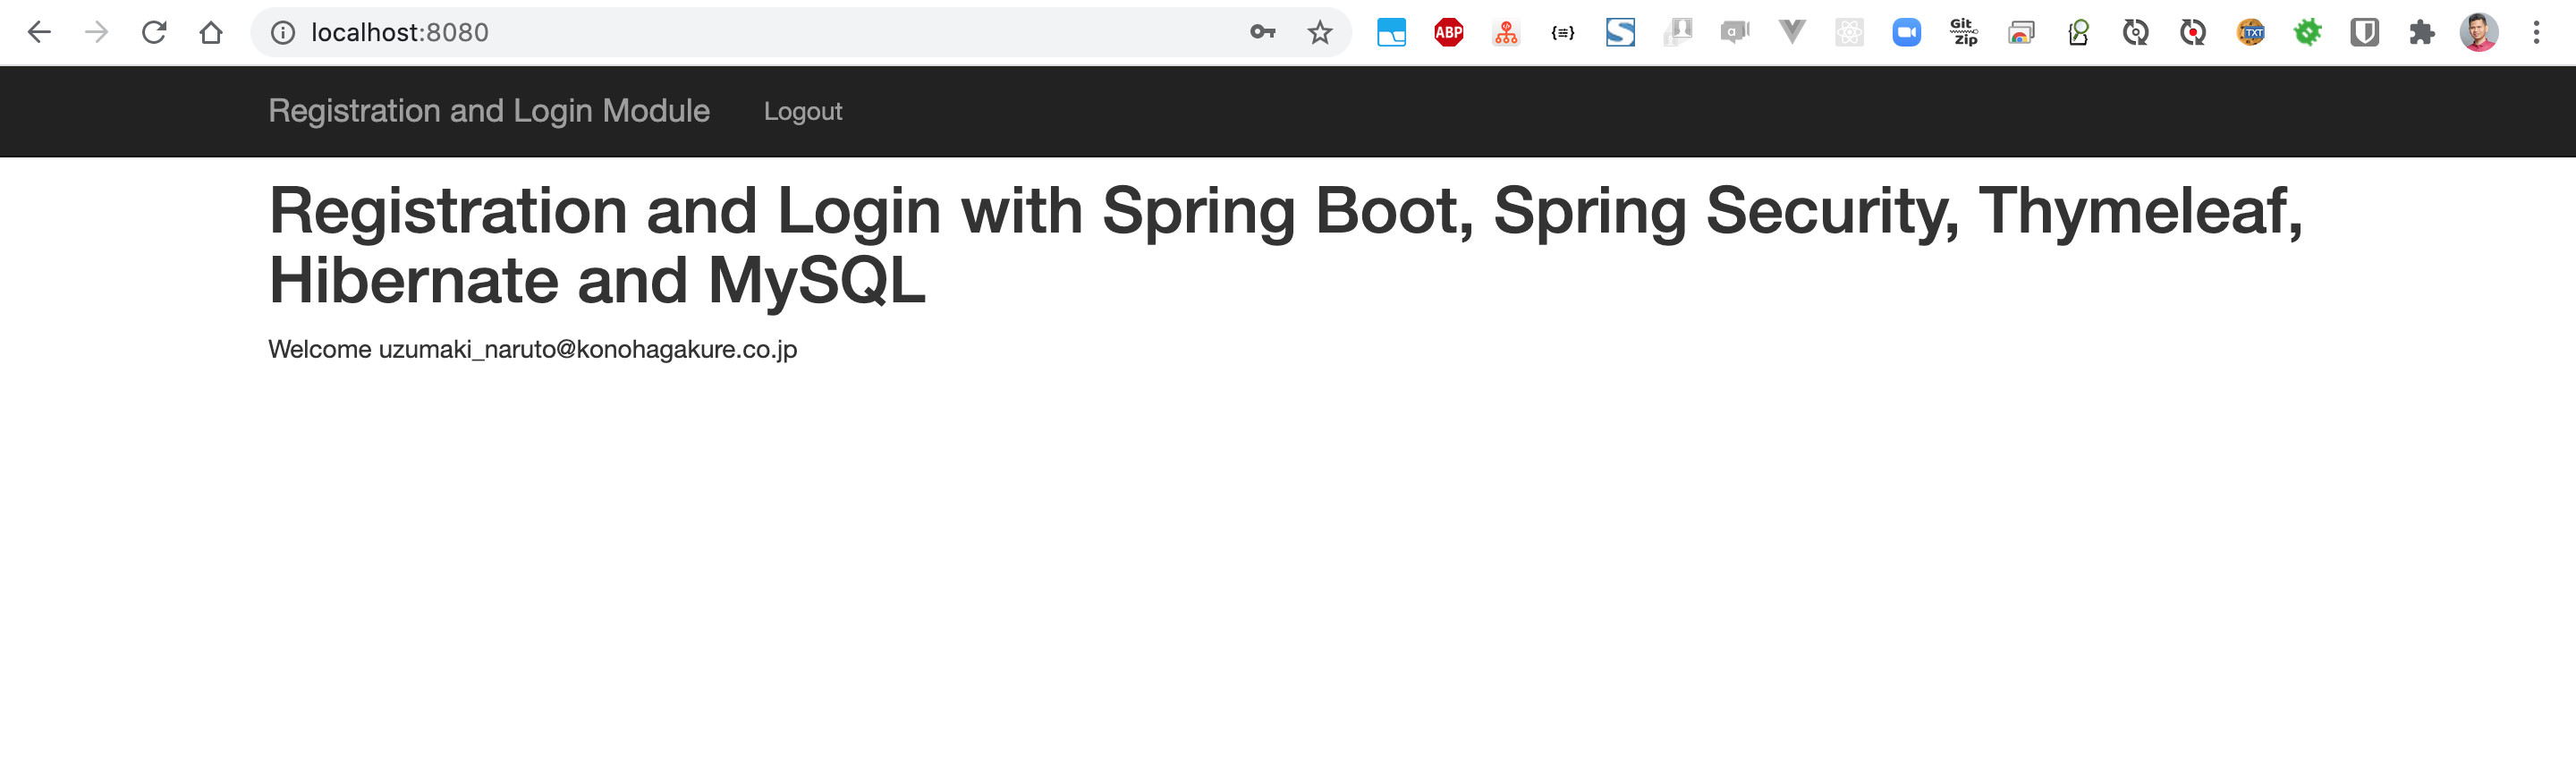 localhost:8080
ABP
{≡}
S
a
Git
Zip
TXT
Registration and Login Module Logout
Registration and Login with Spring Boot, Spring Security, Thymeleaf,
Hibernate and MySQL
Welcome uzumaki_naruto@konohagakure.co.jp